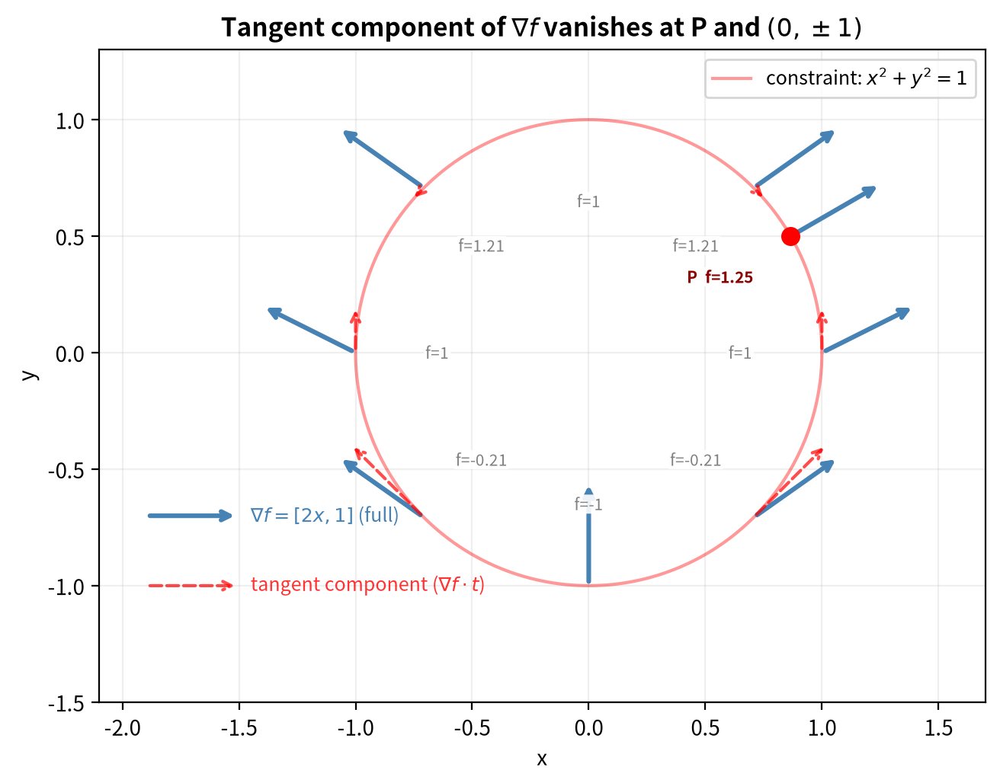 Tangent component of ∇f vanishes at P and (0, ± 1)
constraint: x² + y² = 1
1.0
0.5
0.0
-0.5
-1.0
-1.5
y
f=1
f=1.21
f=1.21
P f=1.25
f=1
f=1
f=-0.21
f=-0.21
f=-1
∇f = [2x, 1] (full)
tangent component (∇f · t)
-2.0
-1.5
-1.0
-0.5
0.0
0.5
1.0
1.5
x